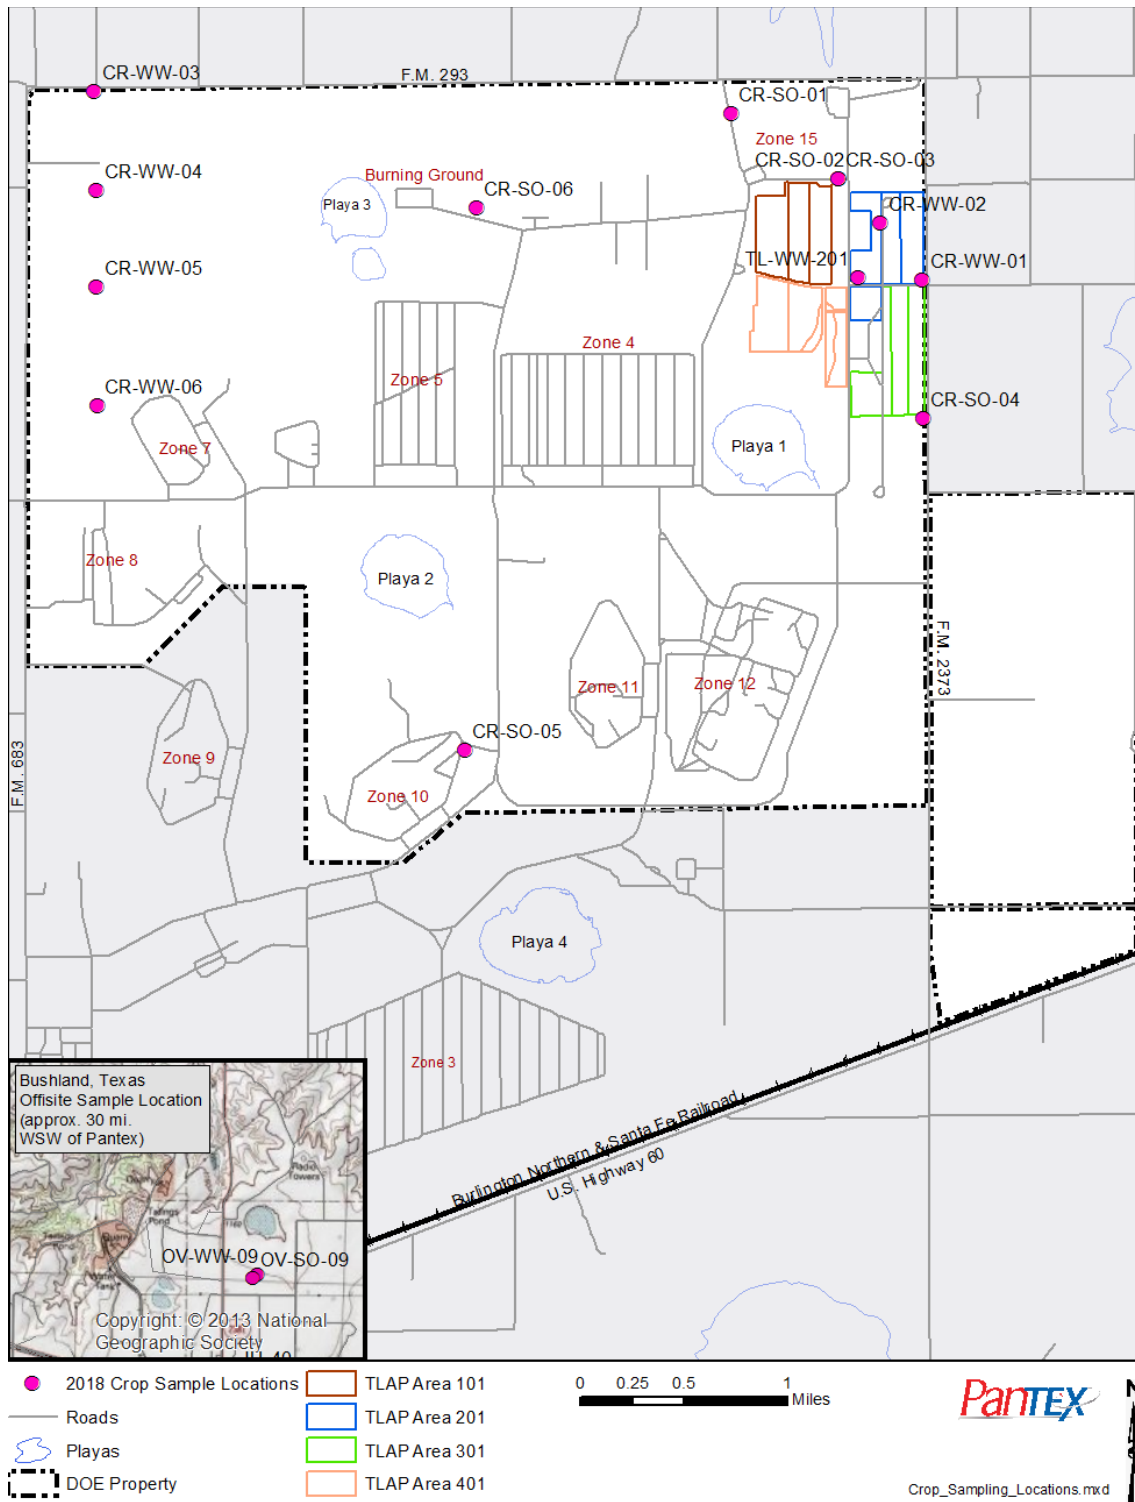 CR-WW-03
F.M. 293
CR-SO-01
Zone 15
CR-SO-02 CR-SO-03
CR-WW-04
Burning Ground
CR-SO-06
Playa 3
CR-WW-02
TL-WW-201
CR-WW-01
CR-WW-05
Zone 4
Zone 5
CR-WW-06
CR-SO-04
Zone 7
Playa 1
Zone 8
Playa 2
F.M. 2373
Zone 11
Zone 12
CR-SO-05
Zone 9
F.M. 683
Zone 10
Playa 4
Zone 3
Burlington Northern & Santa Fe Railroad
U.S. Highway 60
Bushland, Texas
Offisite Sample Location
(approx. 30 mi.
WSW of Pantex)
Radio
Towers
Tailings
Pond
Quarry
OV-WW-09 OV-SO-09
Copyright: © 2013 National
Geographic Society
2018 Crop Sample Locations
Roads
Playas
DOE Property
TLAP Area 101
TLAP Area 201
TLAP Area 301
TLAP Area 401
0 0.25 0.5 1
Miles
PANTEX
N
Crop_Sampling_Locations.mxd